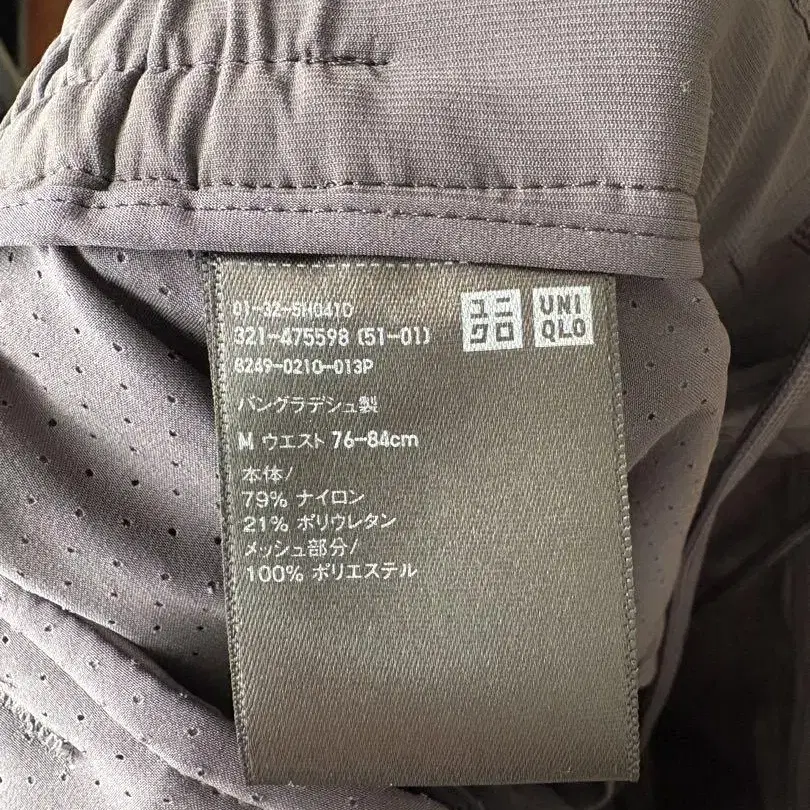 01-32-5H041D
321-475598 (51-01)
8249-0210-013P
ユニ
クロ
UNI
QLO
バングラデシュ製
M ウエスト 76-84cm
本体/
79% ナイロン
21% ポリウレタン
メッシュ部分/
100% ポリエステル